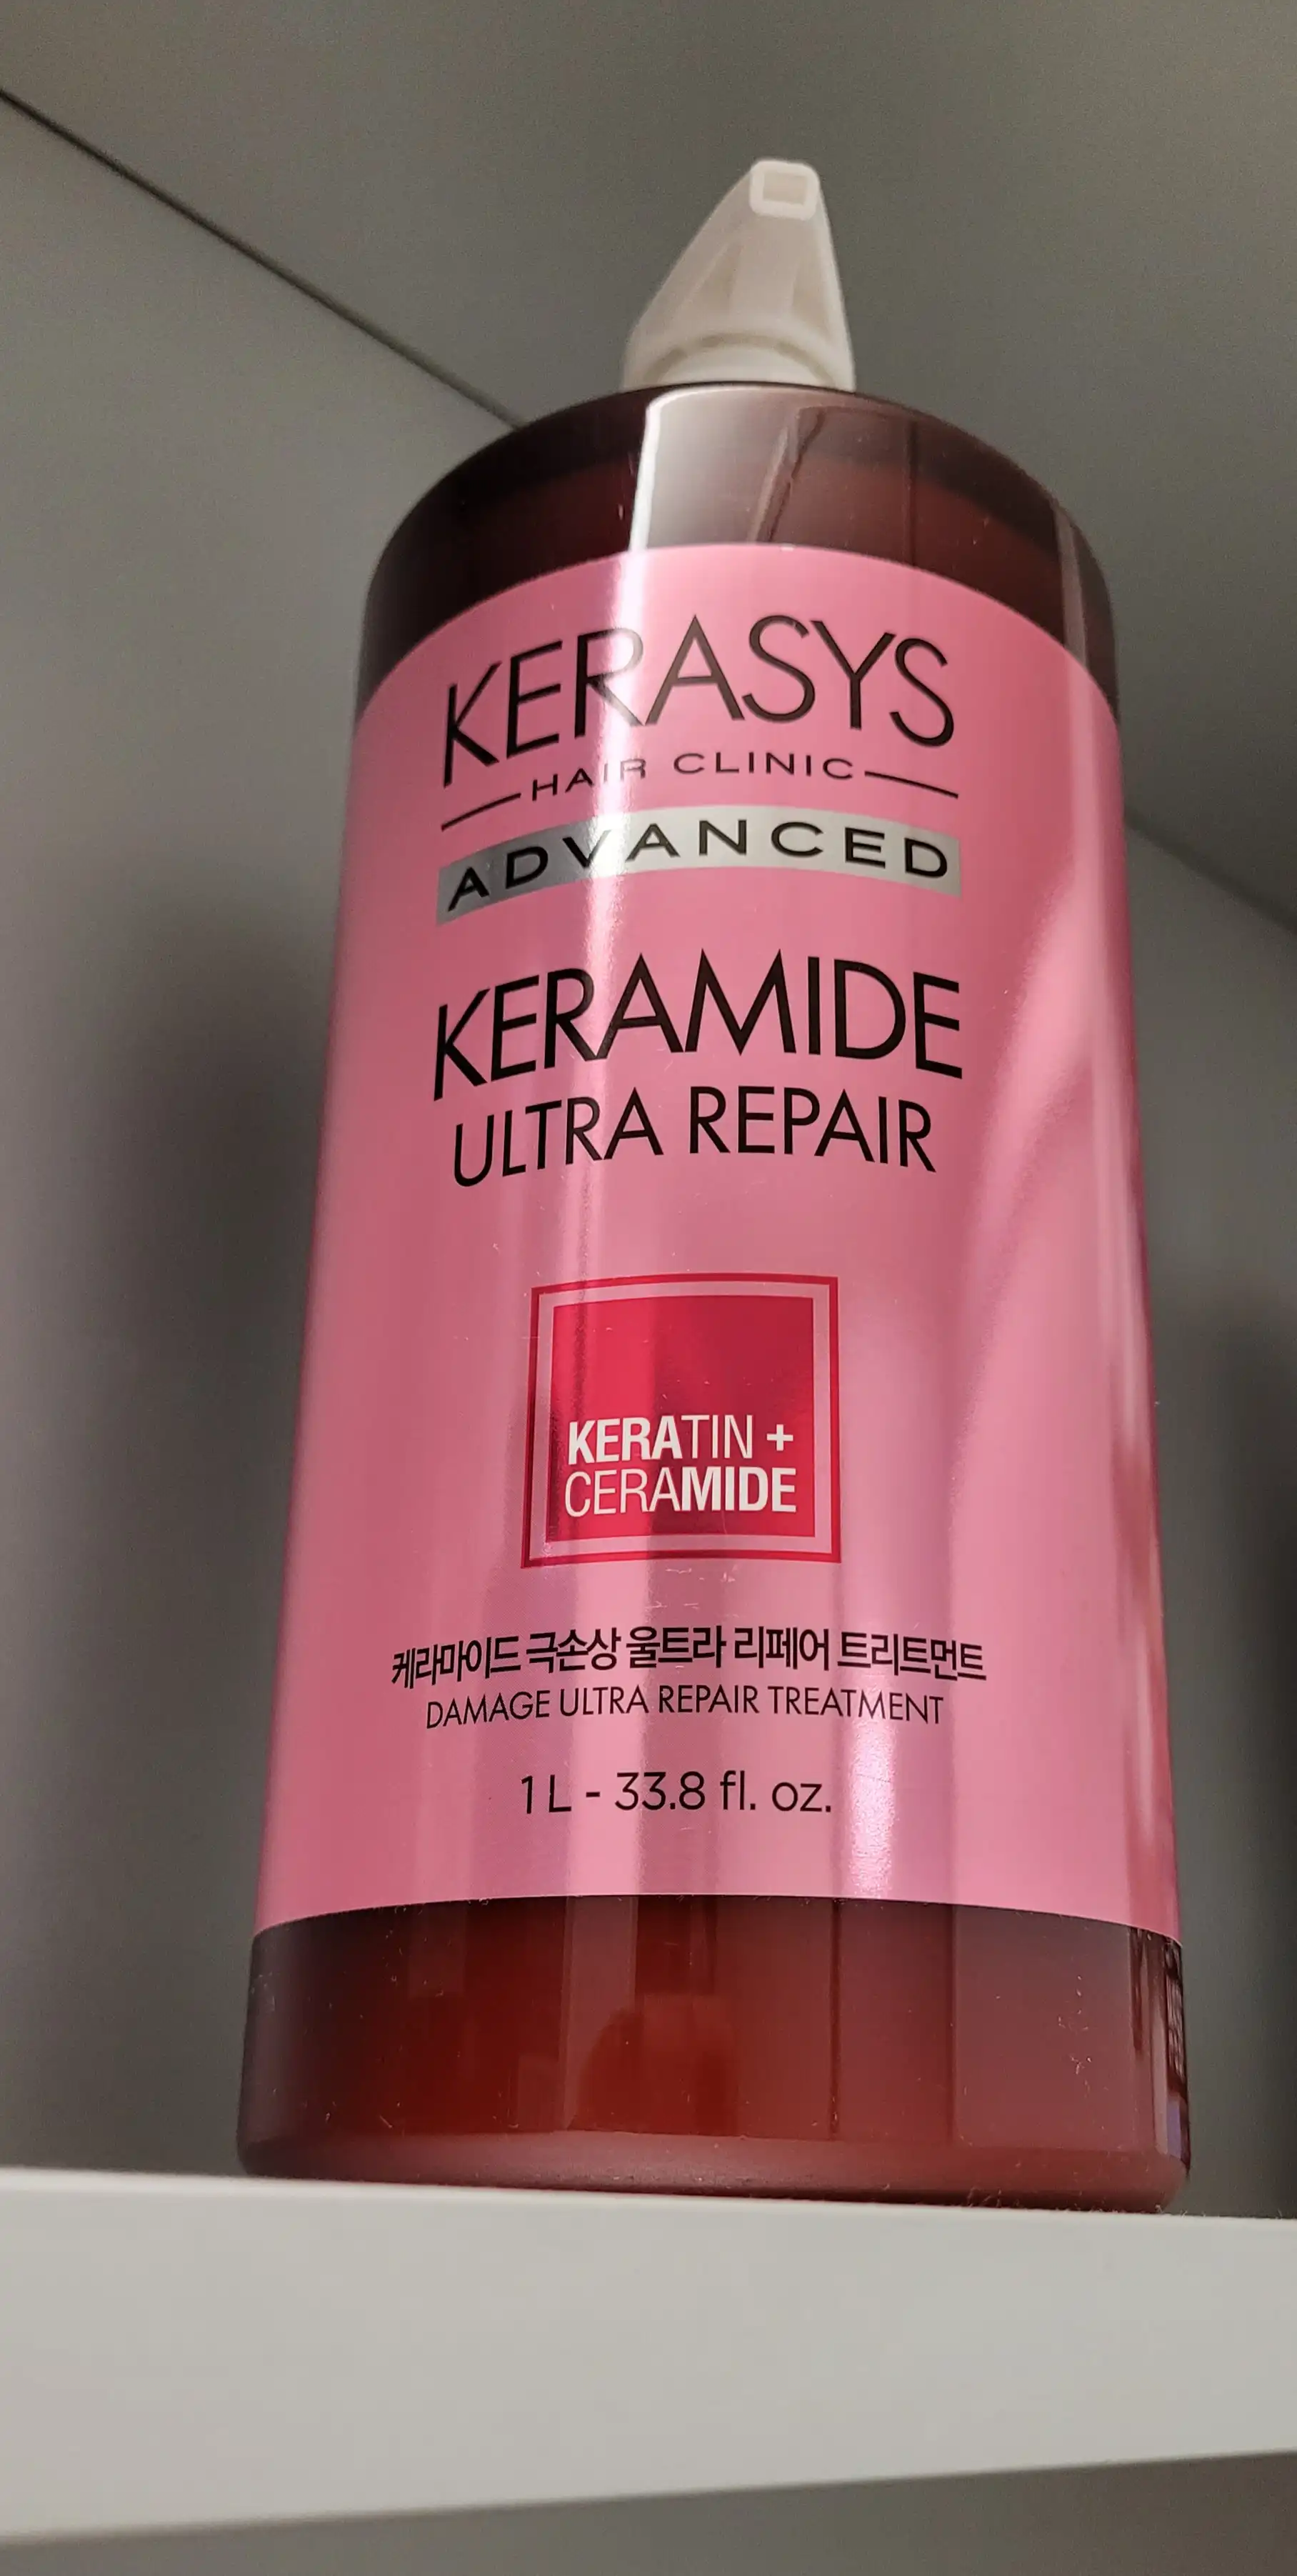 KERASYS
HAIR CLINIC
ADVANCED
KERAMIDE
ULTRA REPAIR
KERATIN +
CERAMIDE
케라마이드 극손상 울트라 리페어 트리트먼트
DAMAGE ULTRA REPAIR TREATMENT
1 L - 33.8 fl. oz.